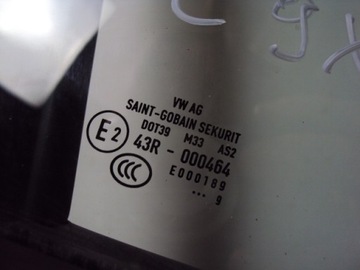 VW AG
SAINT-GOBAIN SEKURIT
DOT39 M33 AS2
E2 43R - 000464
CCC E000189
... 9